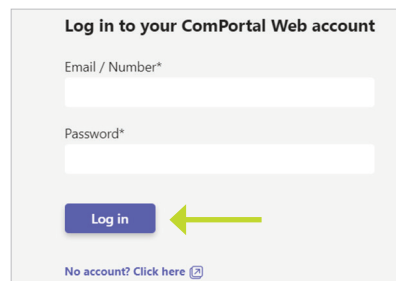 Log in to your ComPortal Web account
Email / Number*
Password*
Log in
No account? Click here